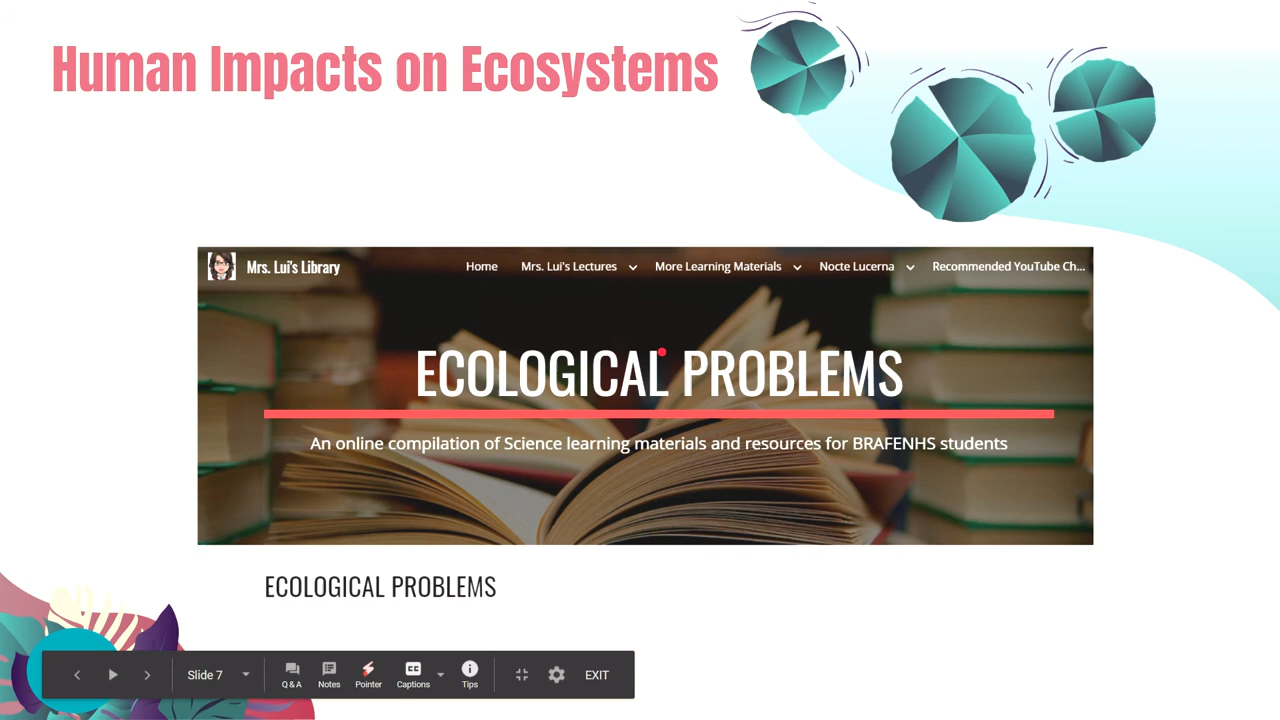 Human Impacts on Ecosystems
Mrs. Lui's Library
Home Mrs. Lui's Lectures More Learning Materials Nocte Lucerna Recommended YouTube Ch...
ECOLOGICAL PROBLEMS
An online compilation of Science learning materials and resources for BRAFENHS students
ECOLOGICAL PROBLEMS
Slide 7 Q & A Notes Pointer CC Captions Tips EXIT